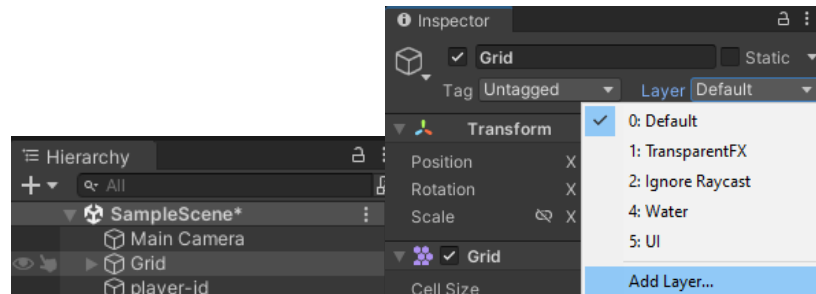 Hierarchy
All
SampleScene*
Main Camera
Grid
player-id
Inspector
Grid
Static
Tag Untagged
Layer Default
Transform
Position X
Rotation X
Scale X
Grid
Cell Size
0: Default
1: TransparentFX
2: Ignore Raycast
4: Water
5: UI
Add Layer...